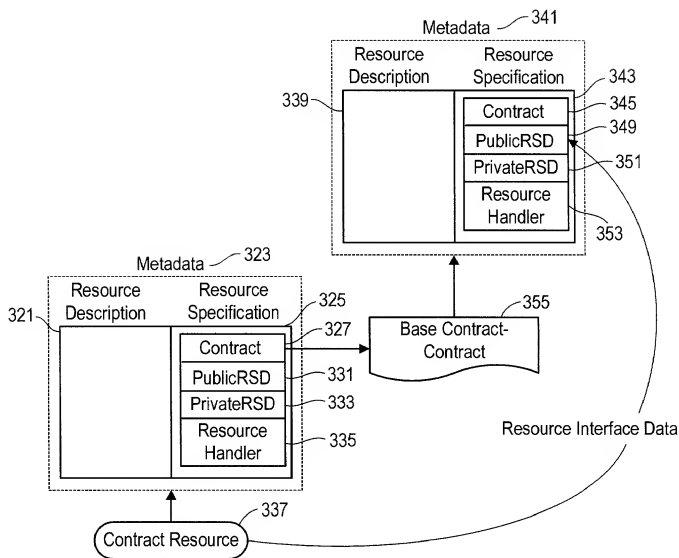 Metadata 341
Resource Description
Resource Specification
343
339
Contract
345
PublicRSD
349
PrivateRSD
351
Resource Handler
353
Metadata 323
Resource Description
Resource Specification
325
321
327
Contract
PublicRSD
331
PrivateRSD
333
Resource Handler
335
355
Base Contract-
Contract
Resource Interface Data
337
Contract Resource